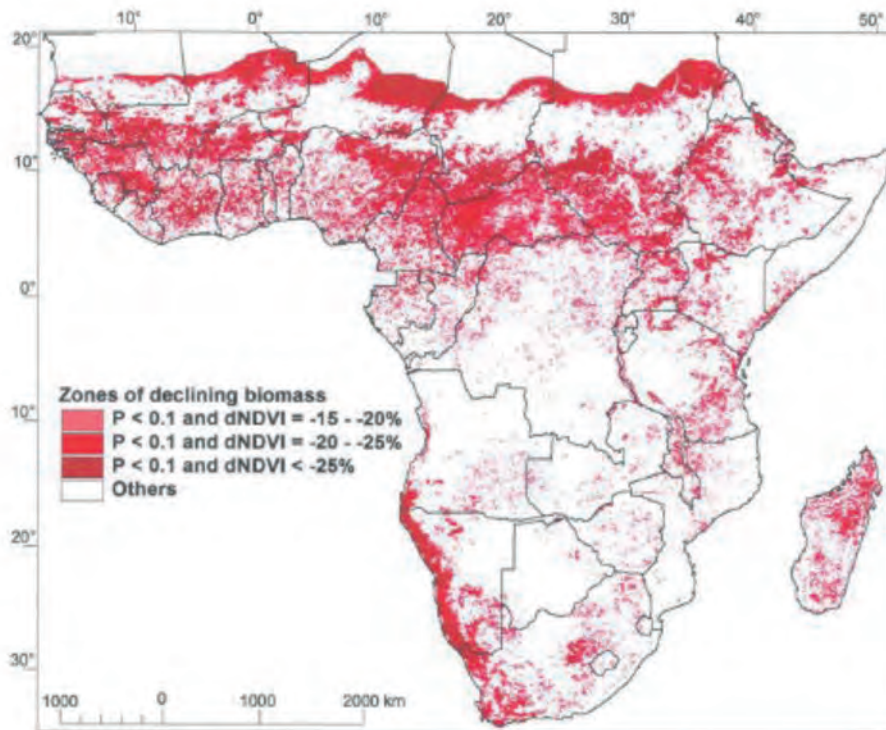 10° 0° 10° 20° 30° 40° 50°
20°
10°
0°
Zones of declining biomass
P < 0.1 and dNDVI = -15 - -20%
10°
P < 0.1 and dNDVI = -20 - -25%
P < 0.1 and dNDVI < -25%
Others
20°
30°
1000 0 1000 2000 km